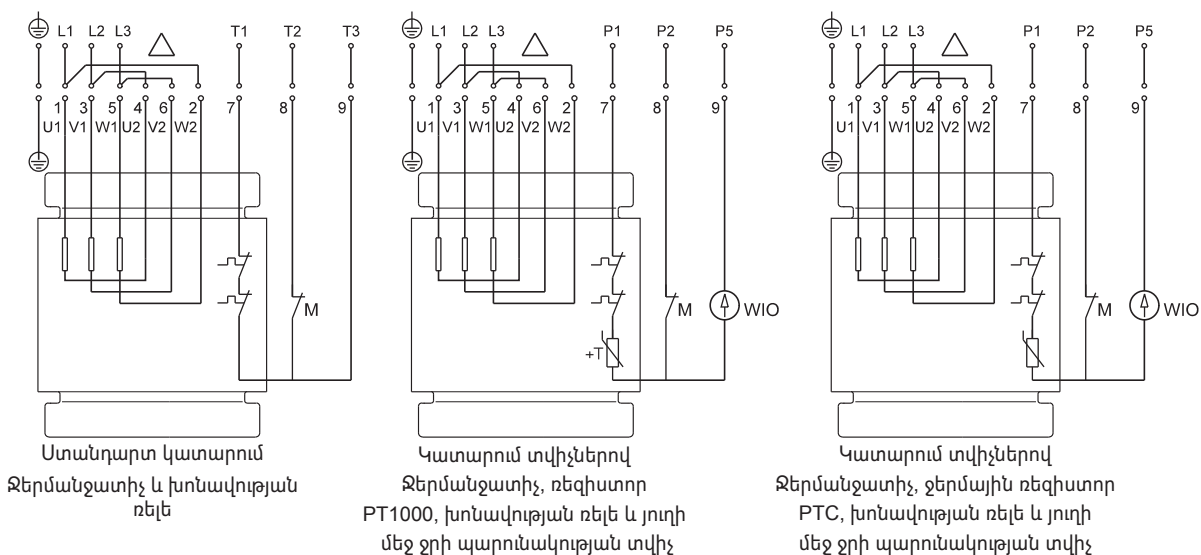 L1 L2 L3 T1 T2 T3
1 3 5 4 6 2 7 8 9
U1 V1 W1 U2 V2 W2
M
Ստանդարտ կատարում
Ջերմանջատիչ և խոնավության
ռելե
L1 L2 L3 P1 P2 P5
1 3 5 4 6 2 7 8 9
U1 V1 W1 U2 V2 W2
M WIO
+T
Կատարում տվիչներով
Ջերմանջատիչ, ռեզիստոր
PT1000, խոնավության ռելե և յուղի
մեջ ջրի պարունակության տվիչ
L1 L2 L3 P1 P2 P5
1 3 5 4 6 2 7 8 9
U1 V1 W1 U2 V2 W2
M WIO
Կատարում տվիչներով
Ջերմանջատիչ, ջերմային ռեզիստոր
PTC, խոնավության ռելե և յուղի
մեջ ջրի պարունակության տվիչ